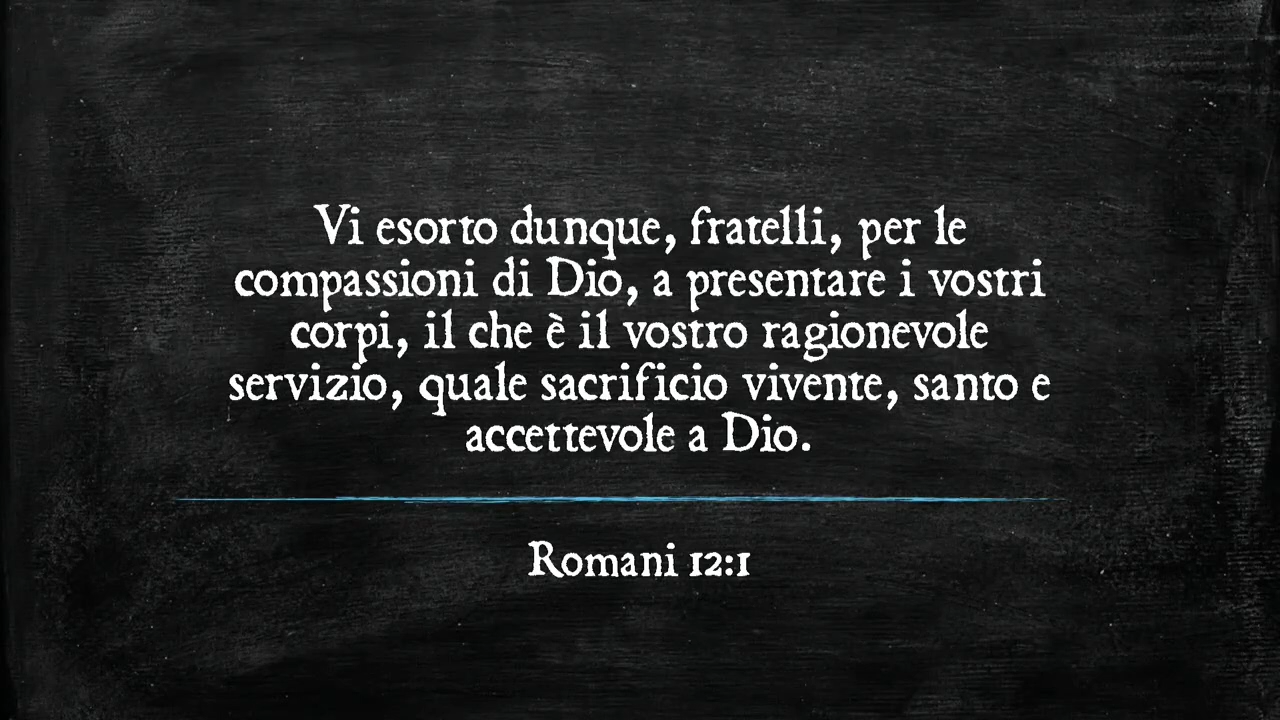 Vi esorto dunque, fratelli, per le
compassioni di Dio, a presentare i vostri
corpi, il che è il vostro ragionevole
servizio, quale sacrificio vivente, santo e
accettevole a Dio.
Romani 12:1